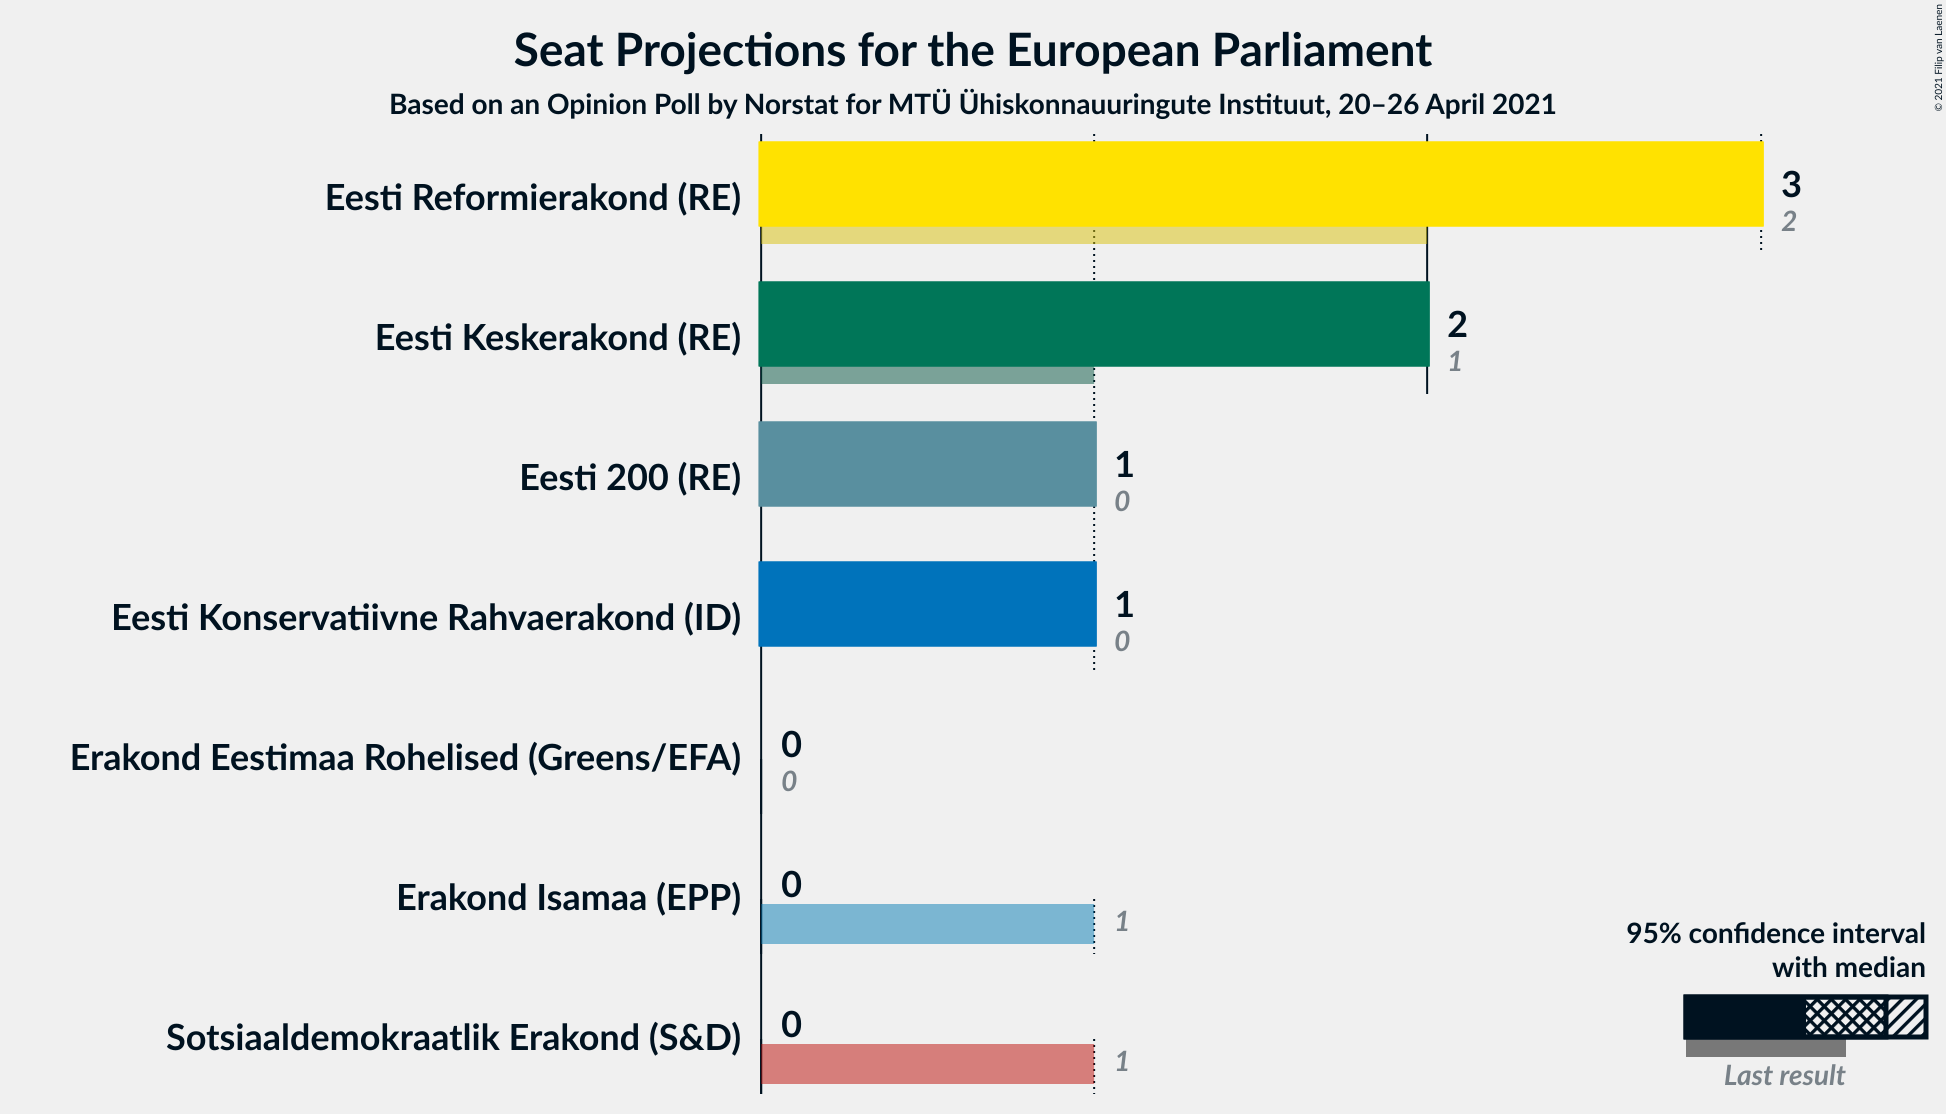 Seat Projections for the European Parliament
Based on an Opinion Poll by Norstat for MTÜ Ühiskonnauuringute Instituut, 20–26 April 2021
© 2021 Filip van Laenen
Eesti Reformierakond (RE)
3
2
Eesti Keskerakond (RE)
2
1
Eesti 200 (RE)
1
0
Eesti Konservatiivne Rahvaerakond (ID)
1
0
Erakond Eestimaa Rohelised (Greens/EFA)
0
0
Erakond Isamaa (EPP)
0
1
Sotsiaaldemokraatlik Erakond (S&D)
0
1
95% confidence interval
with median
Last result